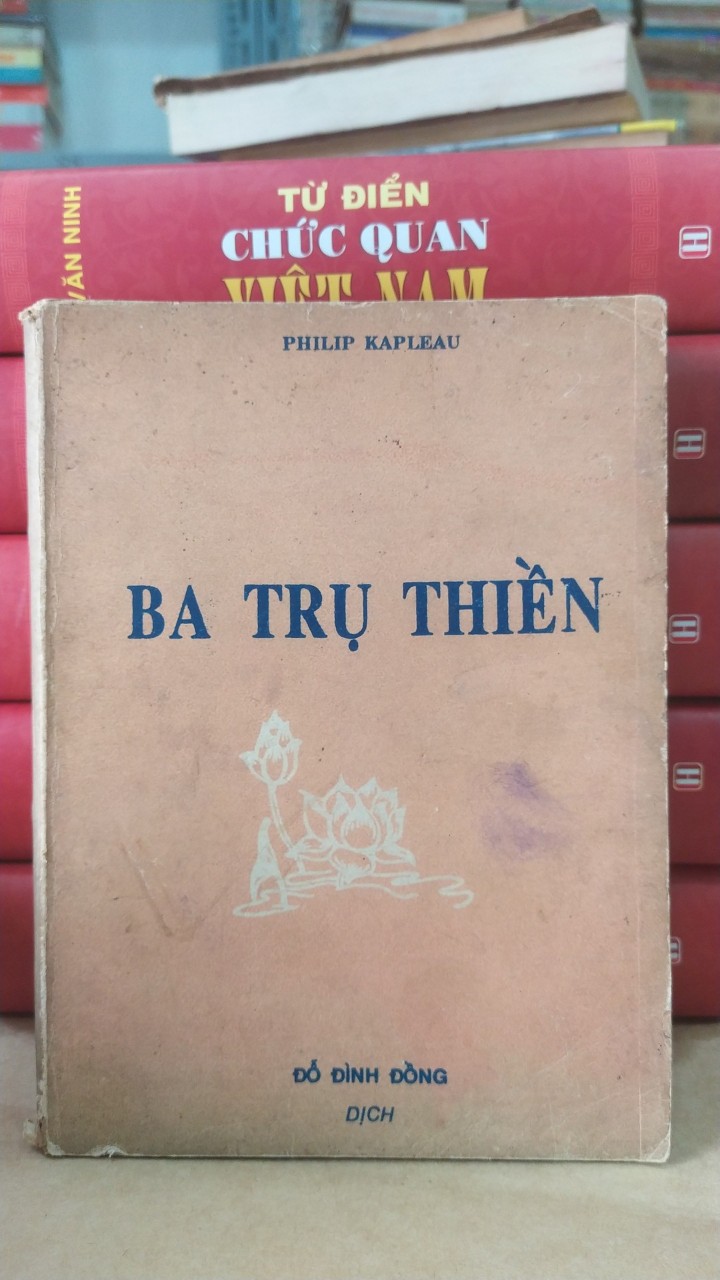 TỪ ĐIỂN
CHỨC QUAN
VIỆT NAM
VĂN NINH
PHILIP KAPLEAU
BA TRỤ THIỀN
ĐỖ ĐÌNH ĐỒNG
DỊCH
H
H
H
H